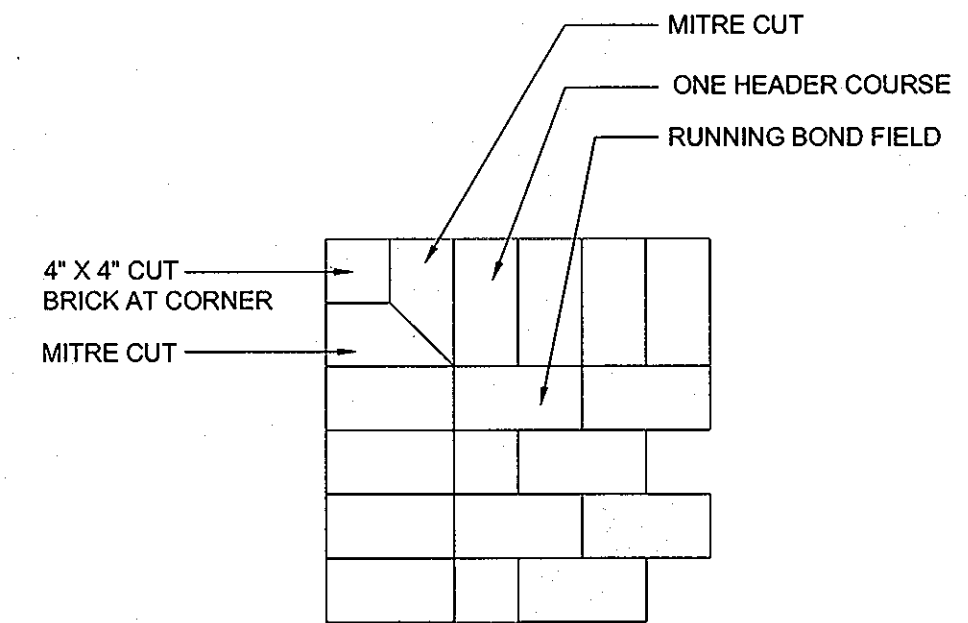 MITRE CUT
ONE HEADER COURSE
RUNNING BOND FIELD
4" X 4" CUT
BRICK AT CORNER
MITRE CUT